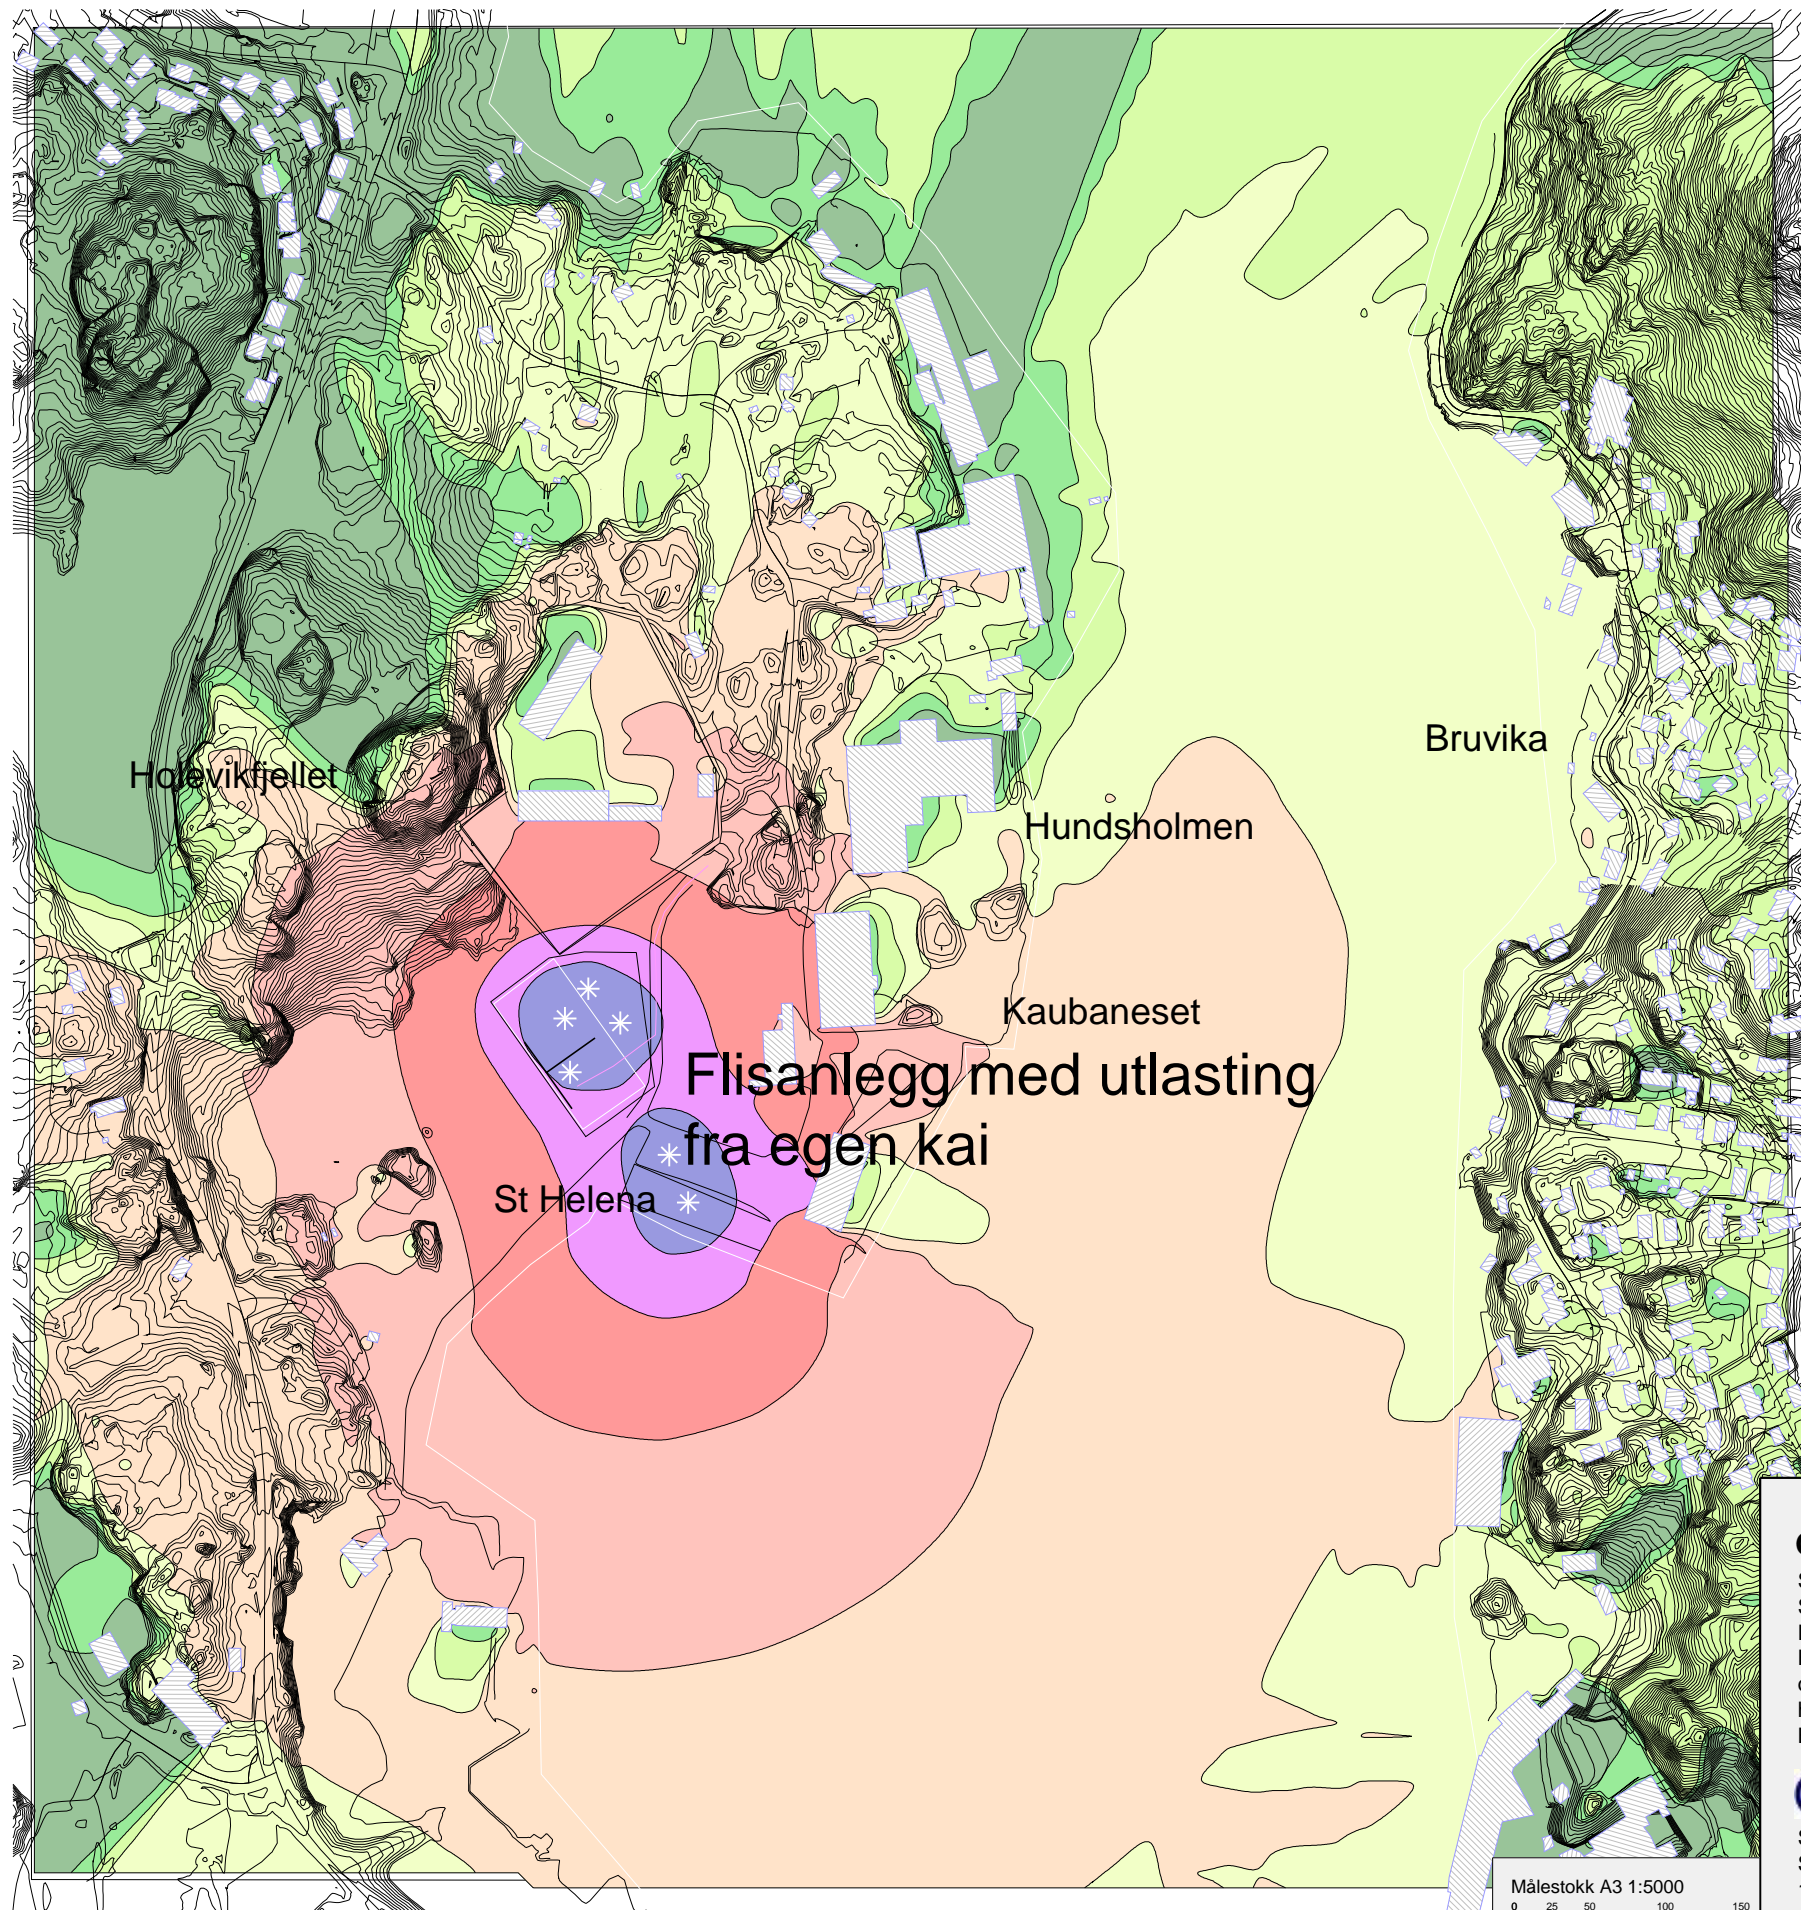 Bruvika
Holevikfjellet
Hundsholmen
Kaubaneset
Flisanlegg med utlasting
fra egen kai
St Helena
Målestokk A3 1:5000
0 25 50 100 150